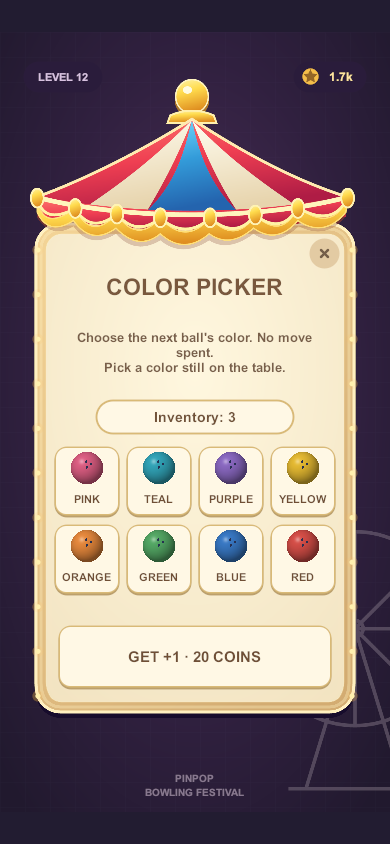 LEVEL 12
1.7k
COLOR PICKER
Choose the next ball's color. No move
spent.
Pick a color still on the table.
Inventory: 3
PINK
TEAL
PURPLE
YELLOW
ORANGE
GREEN
BLUE
RED
GET +1 · 20 COINS
PINPOP
BOWLING FESTIVAL